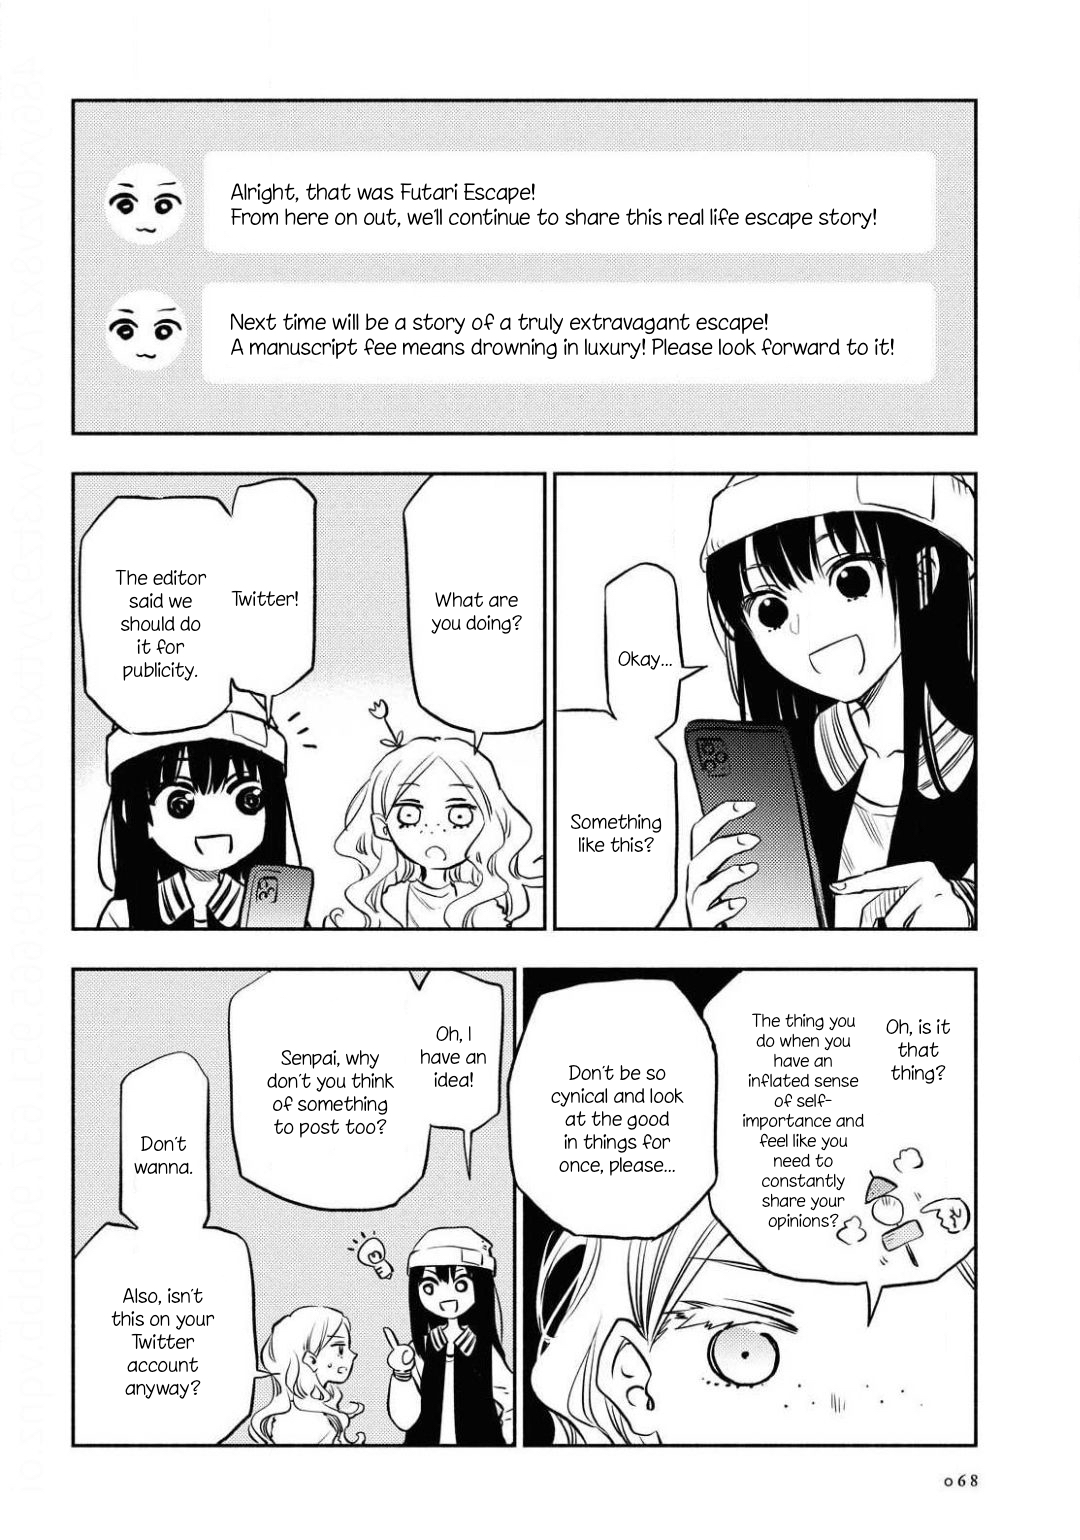 Alright, that was Futari Escape!
From here on out, we'll continue to share this real life escape story!
Next time will be a story of a truly extravagant escape!
A manuscript fee means drowning in luxury! Please look forward to it!
Okay...
Something
like this?
What are
you doing?
Twitter!
The editor
said we
should do
it for
publicity.
Oh, is it
that
thing?
The thing you
do when you
have an
inflated sense
of self-
importance and
feel like you
need to
constantly
share your
opinions?
Don't be so
cynical and look
at the good
in things for
once, please...
Oh, I
have an
idea!
Senpai, why
don't you think
of something
to post too?
Don't
wanna.
Also, isn't
this on your
Twitter
account
anyway?
068